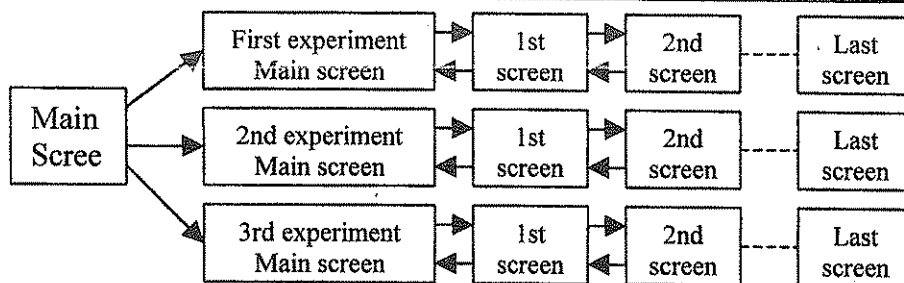 First experiment
Main screen
1st
screen
2nd
screen
Last
screen
Main
Scree
2nd experiment
Main screen
1st
screen
2nd
screen
Last
screen
3rd experiment
Main screen
1st
screen
2nd
screen
Last
screen